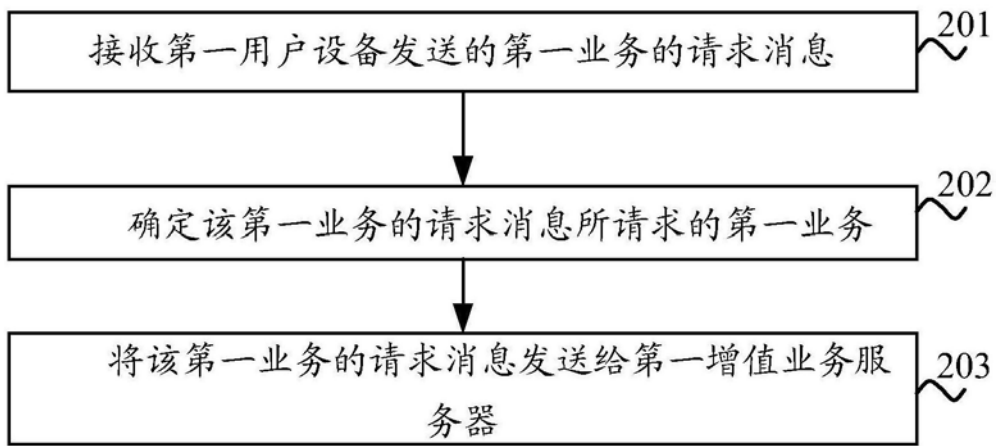 接收第一用户设备发送的第一业务的请求消息
201
确定该第一业务的请求消息所请求的第一业务
202
将该第一业务的请求消息发送给第一增值业务服
务器
203